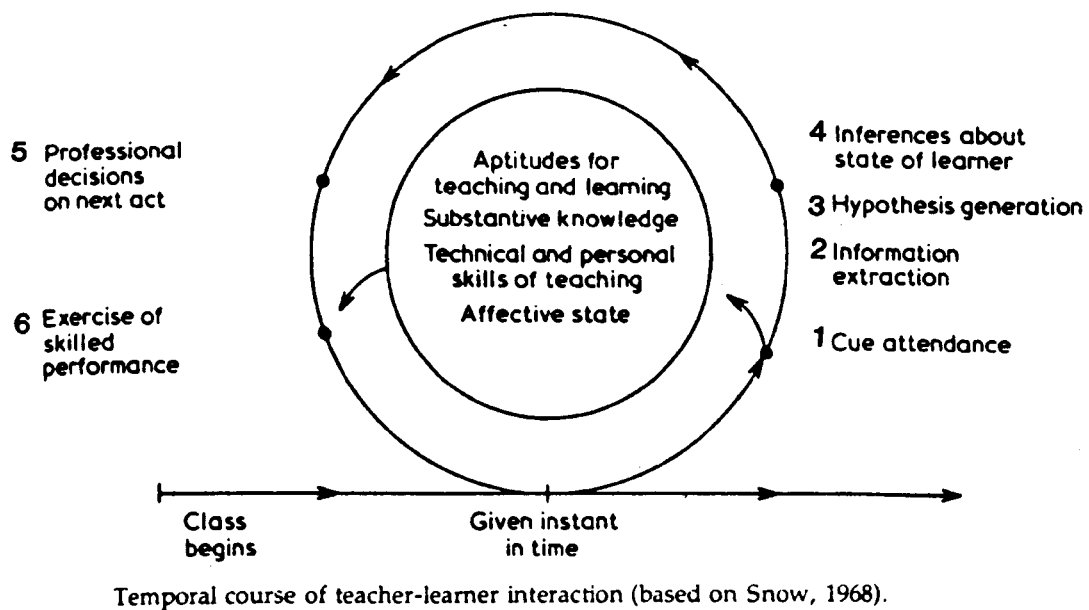 5 Professional
decisions
on next act
6 Exercise of
skilled
performance
Aptitudes for
teaching and learning
Substantive knowledge
Technical and personal
skills of teaching
Affective state
4 Inferences about
state of learner
3 Hypothesis generation
2 Information
extraction
1 Cue attendance
Class
begins
Given instant
in time
Temporal course of teacher-learner interaction (based on Snow, 1968).